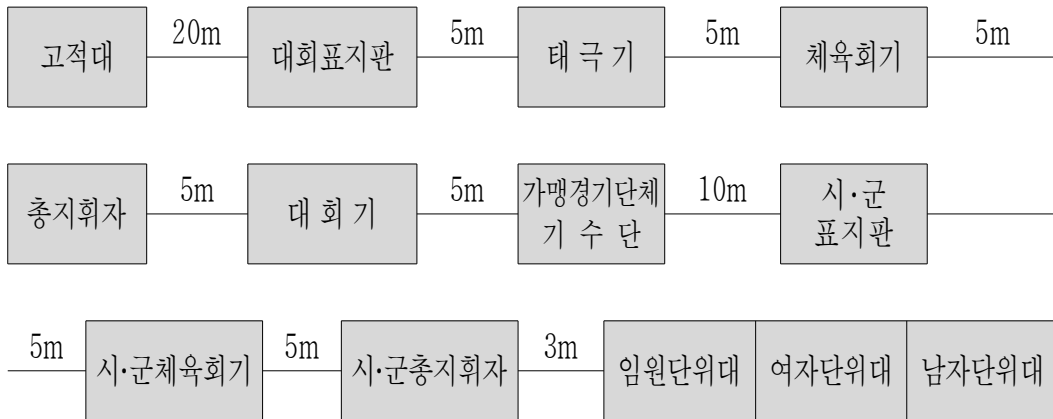 고적대 20m 대회표지판 5m 태 극 기 5m 체육회기 5m
총지휘자 5m 대 회 기 5m 가맹경기단체 기 수 단 10m 시·군 표지판
5m 시·군체육회기 5m 시·군총지휘자 3m 임원단위대 여자단위대 남자단위대